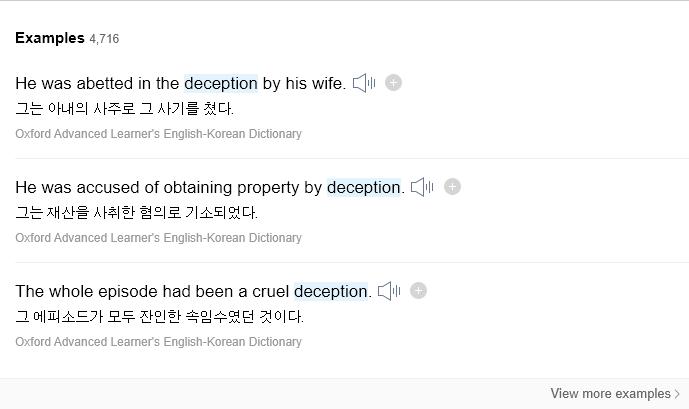 Examples 4,716
He was abetted in the deception by his wife.
그는 아내의 사주로 그 사기를 쳤다.
Oxford Advanced Learner's English-Korean Dictionary
He was accused of obtaining property by deception.
그는 재산을 사취한 혐의로 기소되었다.
Oxford Advanced Learner's English-Korean Dictionary
The whole episode had been a cruel deception.
그 에피소드가 모두 잔인한 속임수였던 것이다.
Oxford Advanced Learner's English-Korean Dictionary
View more examples